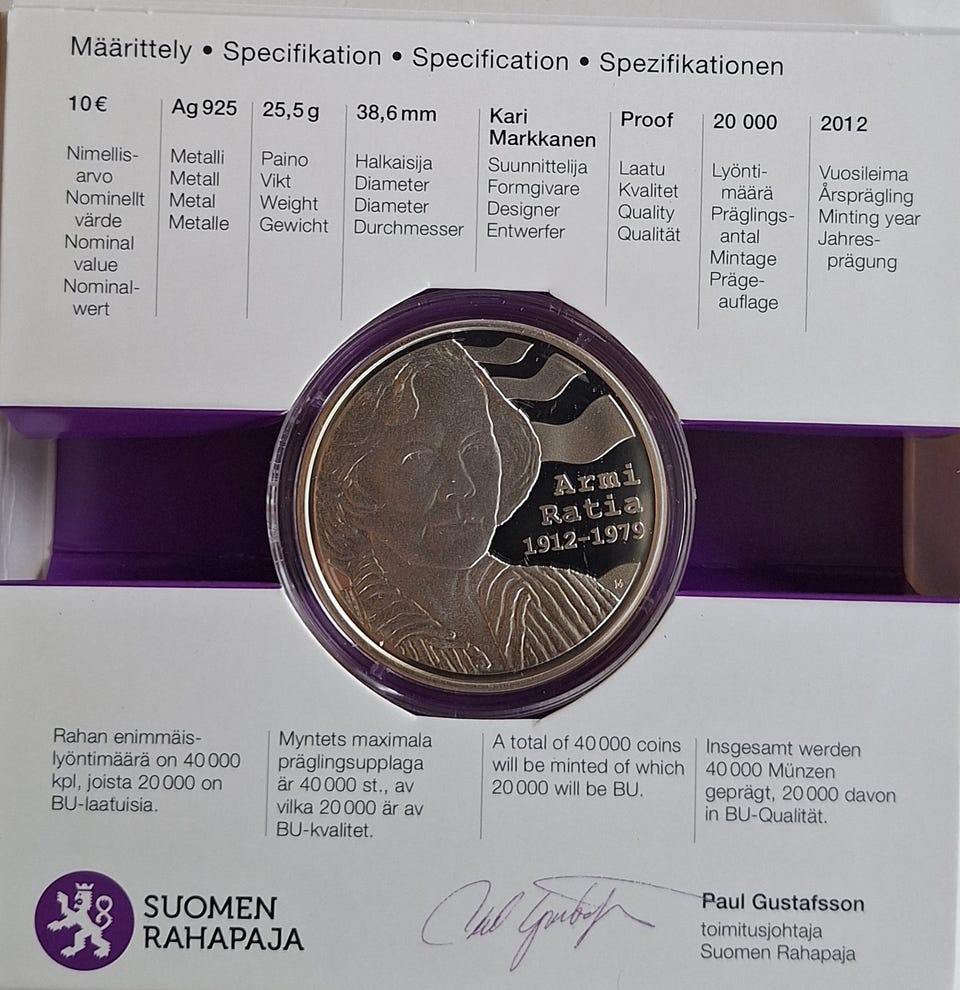 Määrittely • Specifikation • Specification • Spezifikationen
10 €
Nimellis-
arvo
Nominellt
värde
Nominal
value
Nominal-
wert
Ag 925
Metalli
Metall
Metal
Metalle
25,5 g
Paino
Vikt
Weight
Gewicht
38,6 mm
Halkaisija
Diameter
Diameter
Durchmesser
Kari
Markkanen
Suunnittelija
Formgivare
Designer
Entwerfer
Proof
Laatu
Kvalitet
Quality
Qualität
20 000
Lyönti-
määrä
Präglings-
antal
Mintage
Präge-
auflage
2012
Vuosileima
Årsprägling
Minting year
Jahres-
prägung
Armi
Ratia
1912–1979
Rahan enimmäis-
lyöntimäärä on 40 000
kpl, joista 20 000 on
BU-laatuisia.
Myntets maximala
präglingsupplaga
är 40 000 st., av
vilka 20 000 är av
BU-kvalitet.
A total of 40 000 coins
will be minted of which
20 000 will be BU.
Insgesamt werden
40 000 Münzen
geprägt, 20 000 davon
in BU-Qualität.
SUOMEN
RAHAPAJA
Paul Gustafsson
toimitusjohtaja
Suomen Rahapaja